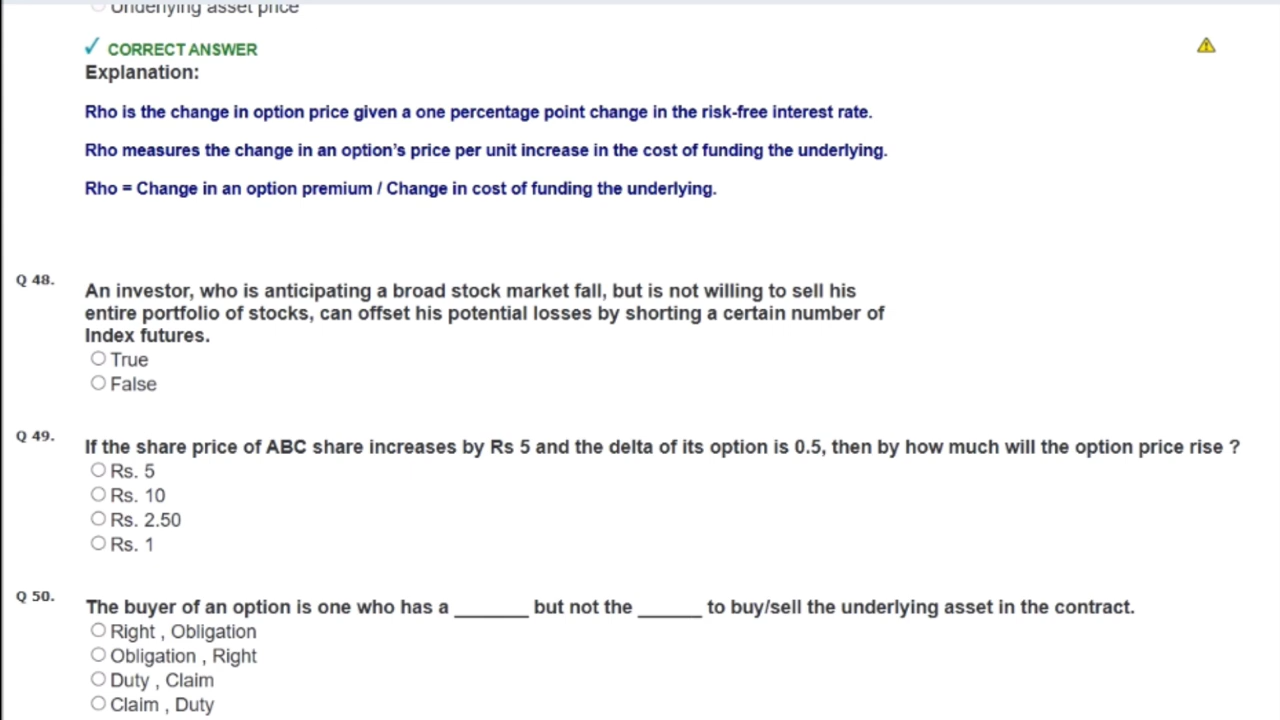 Underlying asset price
✓ CORRECT ANSWER
Explanation:
Rho is the change in option price given a one percentage point change in the risk-free interest rate.
Rho measures the change in an option’s price per unit increase in the cost of funding the underlying.
Rho = Change in an option premium / Change in cost of funding the underlying.
Q 48.
An investor, who is anticipating a broad stock market fall, but is not willing to sell his
entire portfolio of stocks, can offset his potential losses by shorting a certain number of
Index futures.
True
False
Q 49.
If the share price of ABC share increases by Rs 5 and the delta of its option is 0.5, then by how much will the option price rise ?
Rs. 5
Rs. 10
Rs. 2.50
Rs. 1
Q 50.
The buyer of an option is one who has a _______ but not the ______ to buy/sell the underlying asset in the contract.
Right , Obligation
Obligation , Right
Duty , Claim
Claim , Duty